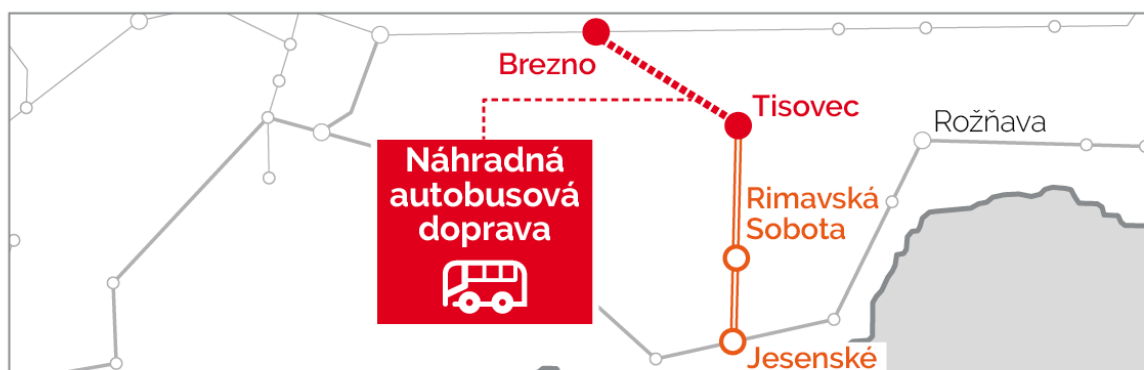 Brezno
Tisovec
Rožňava
Náhradná
autobusová
doprava
Rimavská
Sobota
Jesenské